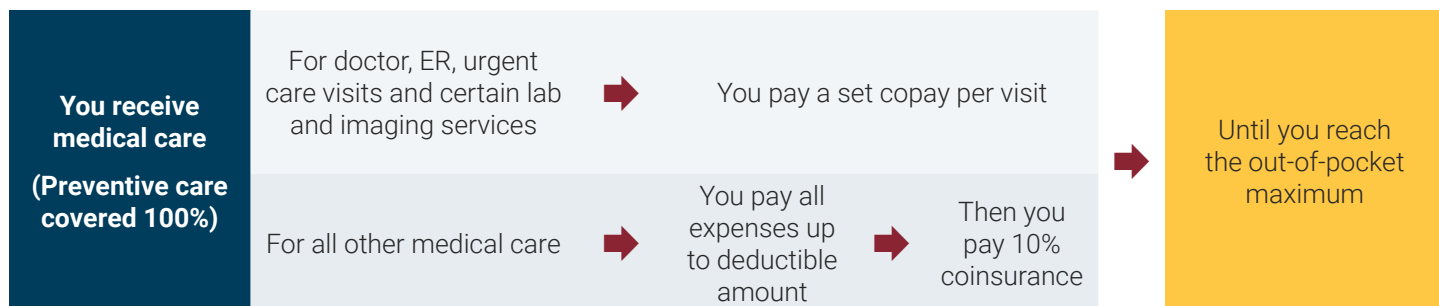 You receive
medical care
(Preventive care
covered 100%)
For doctor, ER, urgent
care visits and certain lab
and imaging services
You pay a set copay per visit
For all other medical care
You pay all
expenses up
to deductible
amount
Then you
pay 10%
coinsurance
Until you reach
the out-of-pocket
maximum